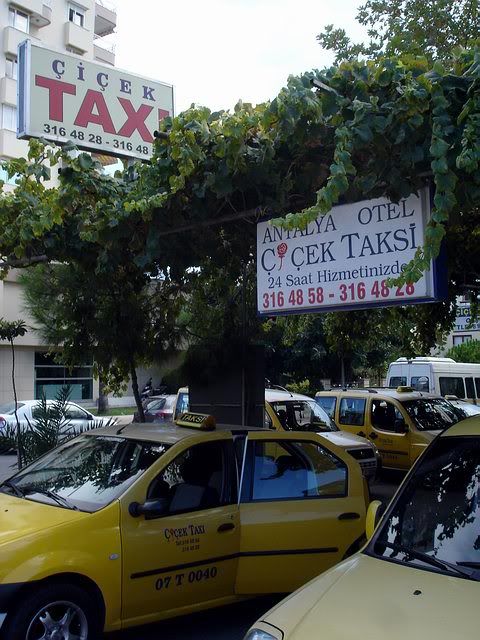 ÇİÇEK
TAXI
316 48 28 - 316 48
ANTALYA OTEL
ÇİÇEK TAKSİ
24 Saat Hizmetinizde
316 48 58 - 316 48 28
TAKSİ
ÇİÇEK TAXI
07 T 0040